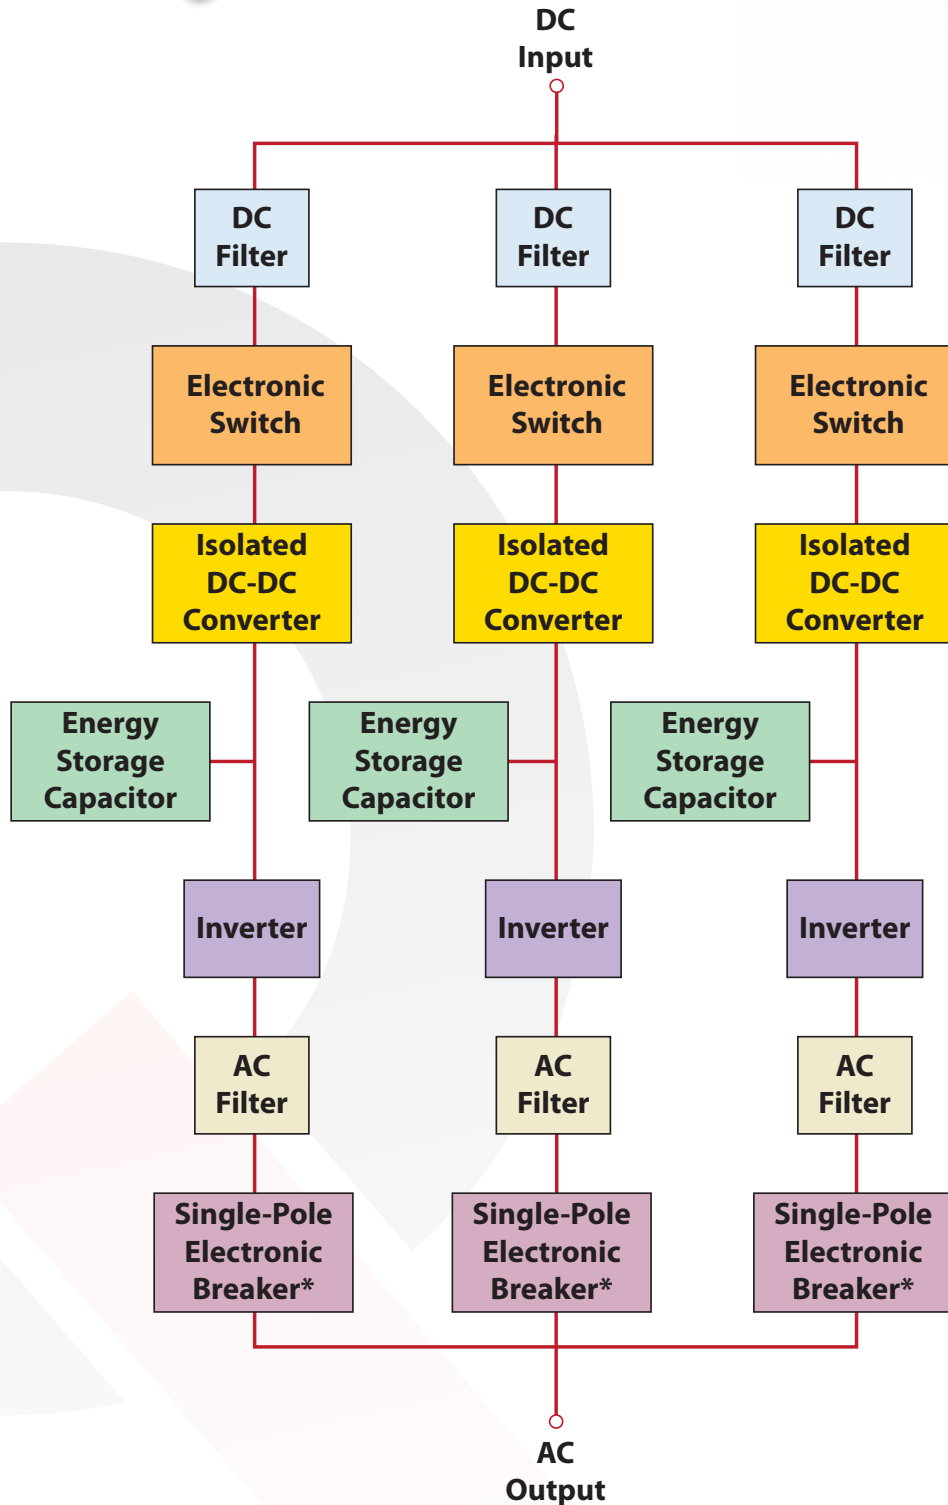 DC
Input
DC
Filter
DC
Filter
DC
Filter
Electronic
Switch
Electronic
Switch
Electronic
Switch
Isolated
DC-DC
Converter
Isolated
DC-DC
Converter
Isolated
DC-DC
Converter
Energy
Storage
Capacitor
Energy
Storage
Capacitor
Energy
Storage
Capacitor
Inverter
Inverter
Inverter
AC
Filter
AC
Filter
AC
Filter
Single-Pole
Electronic
Breaker*
Single-Pole
Electronic
Breaker*
Single-Pole
Electronic
Breaker*
AC
Output